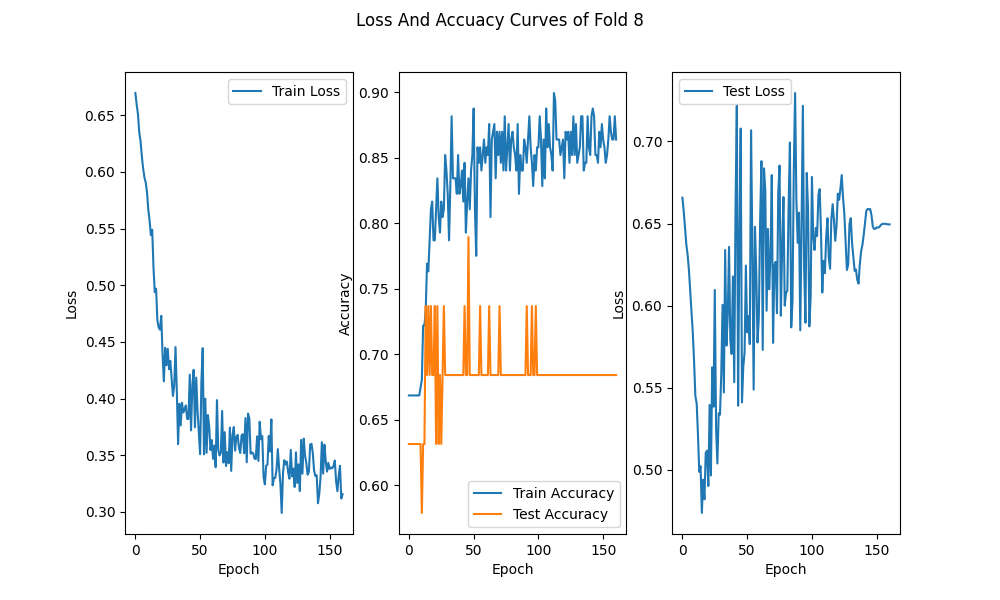 Loss And Accuacy Curves of Fold 8
Train Loss
0.65
0.60
0.55
0.50
0.45
0.40
0.35
0.30
Loss
0
50
100
150
Epoch
0.90
0.85
0.80
0.75
0.70
0.65
0.60
Accuracy
Train Accuracy
Test Accuracy
0
50
100
150
Epoch
Test Loss
0.70
0.65
0.60
0.55
0.50
Loss
0
50
100
150
Epoch